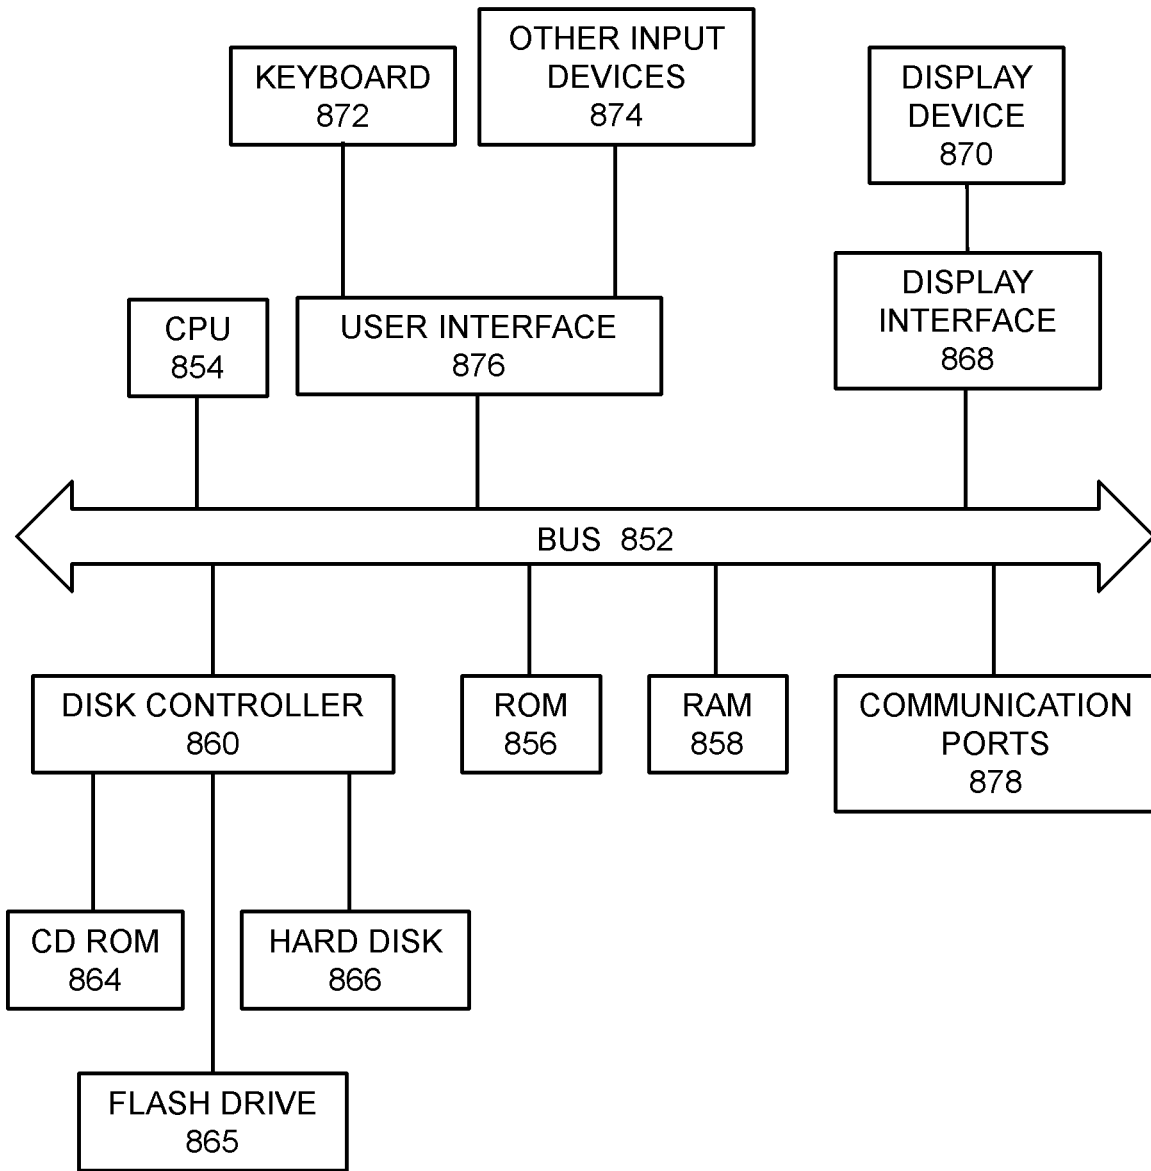 KEYBOARD
872
OTHER INPUT
DEVICES
874
DISPLAY
DEVICE
870
CPU
854
USER INTERFACE
876
DISPLAY
INTERFACE
868
BUS 852
DISK CONTROLLER
860
ROM
856
RAM
858
COMMUNICATION
PORTS
878
CD ROM
864
HARD DISK
866
FLASH DRIVE
865